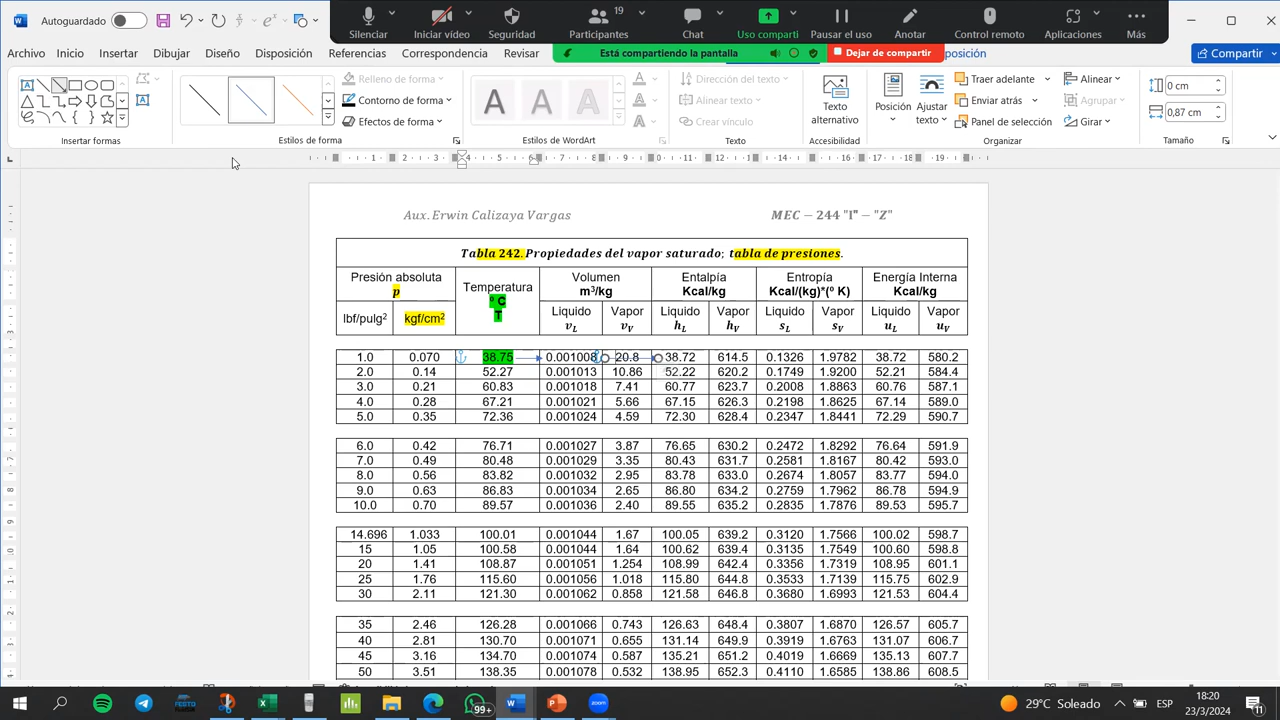 Autoguardado
Silenciar
Iniciar vídeo
Seguridad
19
Participantes
Chat
Uso comparti
Pausar el uso
Anotar
Control remoto
Aplicaciones
Más
Archivo Inicio Insertar Dibujar Diseño Disposición Referencias Correspondencia Revisar
Está compartiendo la pantalla
Dejar de compartir
posición
Compartir
Relleno de forma
Contorno de forma
Efectos de forma
Dirección del texto
Alinear texto
Crear vínculo
Texto alternativo
Posición
Ajustar texto
Traer adelante
Enviar atrás
Panel de selección
Alinear
Agrupar
Girar
0 cm
0,87 cm
Insertar formas
Estilos de forma
Estilos de WordArt
Texto
Accesibilidad
Organizar
Tamaño
Aux. Erwin Calizaya Vargas MEC − 244 "I" − "Z"
Tabla 242. Propiedades del vapor saturado; tabla de presiones.
Presión absoluta p
Temperatura º C T
Volumen m³/kg
Entalpía Kcal/kg
Entropía Kcal/(kg)*(º K)
Energía Interna Kcal/kg
lbf/pulg² kgf/cm² Liquido vL Vapor vV Liquido hL Vapor hV Liquido sL Vapor sV Liquido uL Vapor uV
1.0 0.070 38.75 0.001008 20.8 38.72 614.5 0.1326 1.9782 38.72 580.2
2.0 0.14 52.27 0.001013 10.86 52.22 620.2 0.1749 1.9200 52.21 584.4
3.0 0.21 60.83 0.001018 7.41 60.77 623.7 0.2008 1.8863 60.76 587.1
4.0 0.28 67.21 0.001021 5.66 67.15 626.3 0.2198 1.8625 67.14 589.0
5.0 0.35 72.36 0.001024 4.59 72.30 628.4 0.2347 1.8441 72.29 590.7
6.0 0.42 76.71 0.001027 3.87 76.65 630.2 0.2472 1.8292 76.64 591.9
7.0 0.49 80.48 0.001029 3.35 80.43 631.7 0.2581 1.8167 80.42 593.0
8.0 0.56 83.82 0.001032 2.95 83.78 633.0 0.2674 1.8057 83.77 594.0
9.0 0.63 86.83 0.001034 2.65 86.80 634.2 0.2759 1.7962 86.78 594.9
10.0 0.70 89.57 0.001036 2.40 89.55 635.2 0.2835 1.7876 89.53 595.7
14.696 1.033 100.01 0.001044 1.67 100.05 639.2 0.3120 1.7566 100.02 598.7
15 1.05 100.58 0.001044 1.64 100.62 639.4 0.3135 1.7549 100.60 598.8
20 1.41 108.87 0.001051 1.254 108.99 642.4 0.3356 1.7319 108.95 601.1
25 1.76 115.60 0.001056 1.018 115.80 644.8 0.3533 1.7139 115.75 602.9
30 2.11 121.30 0.001062 0.858 121.58 646.8 0.3680 1.6993 121.53 604.4
35 2.46 126.28 0.001066 0.743 126.63 648.4 0.3807 1.6870 126.57 605.7
40 2.81 130.70 0.001071 0.655 131.14 649.9 0.3919 1.6763 131.07 606.7
45 3.16 134.70 0.001074 0.587 135.21 651.2 0.4019 1.6669 135.13 607.7
50 3.51 138.35 0.001078 0.532 138.95 652.3 0.4110 1.6585 138.86 608.5
99+
zoom
29°C Soleado
ESP
18:20
23/3/2024
11